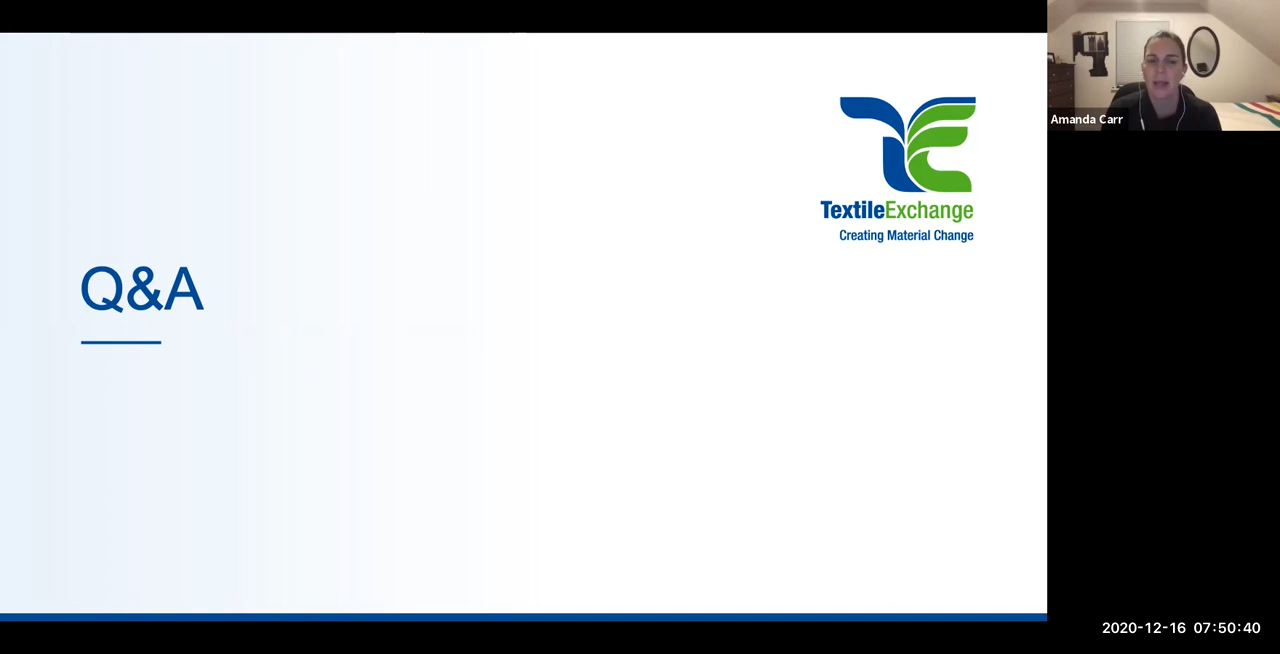 TextileExchange
Creating Material Change
Q&A
Amanda Carr
2020-12-16 07:50:40